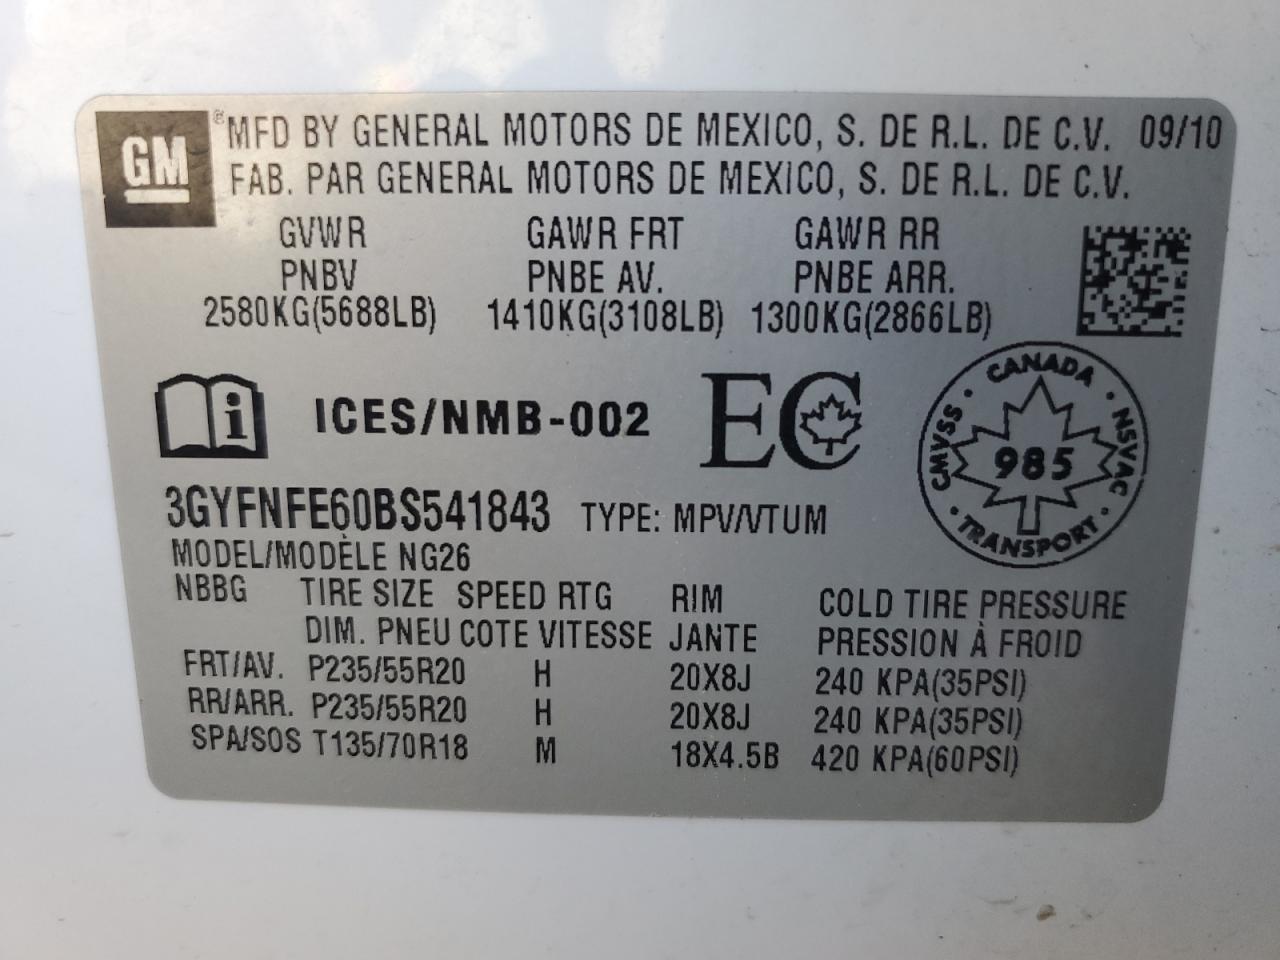 GM ® MFD BY GENERAL MOTORS DE MEXICO, S. DE R.L. DE C.V. 09/10
FAB. PAR GENERAL MOTORS DE MEXICO, S. DE R.L. DE C.V.
GVWR GAWR FRT GAWR RR
PNBV PNBE AV. PNBE ARR.
2580KG(5688LB) 1410KG(3108LB) 1300KG(2866LB)
i ICES/NMB-002 EC
CANADA
CMVSS 985 NSVAC
TRANSPORT
3GYFNFE60BS541843 TYPE: MPV/VTUM
MODEL/MODÈLE NG26
NBBG TIRE SIZE SPEED RTG RIM COLD TIRE PRESSURE
DIM. PNEU COTE VITESSE JANTE PRESSION À FROID
FRT/AV. P235/55R20 H 20X8J 240 KPA(35PSI)
RR/ARR. P235/55R20 H 20X8J 240 KPA(35PSI)
SPA/SOS T135/70R18 M 18X4.5B 420 KPA(60PSI)